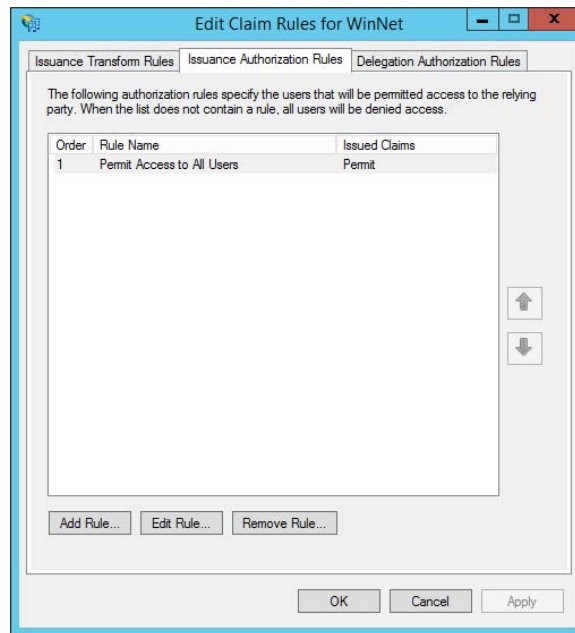 Edit Claim Rules for WinNet
Issuance Transform Rules Issuance Authorization Rules Delegation Authorization Rules
The following authorization rules specify the users that will be permitted access to the relying
party. When the list does not contain a rule, all users will be denied access.
Order Rule Name Issued Claims
1 Permit Access to All Users Permit
Add Rule... Edit Rule... Remove Rule...
OK Cancel Apply